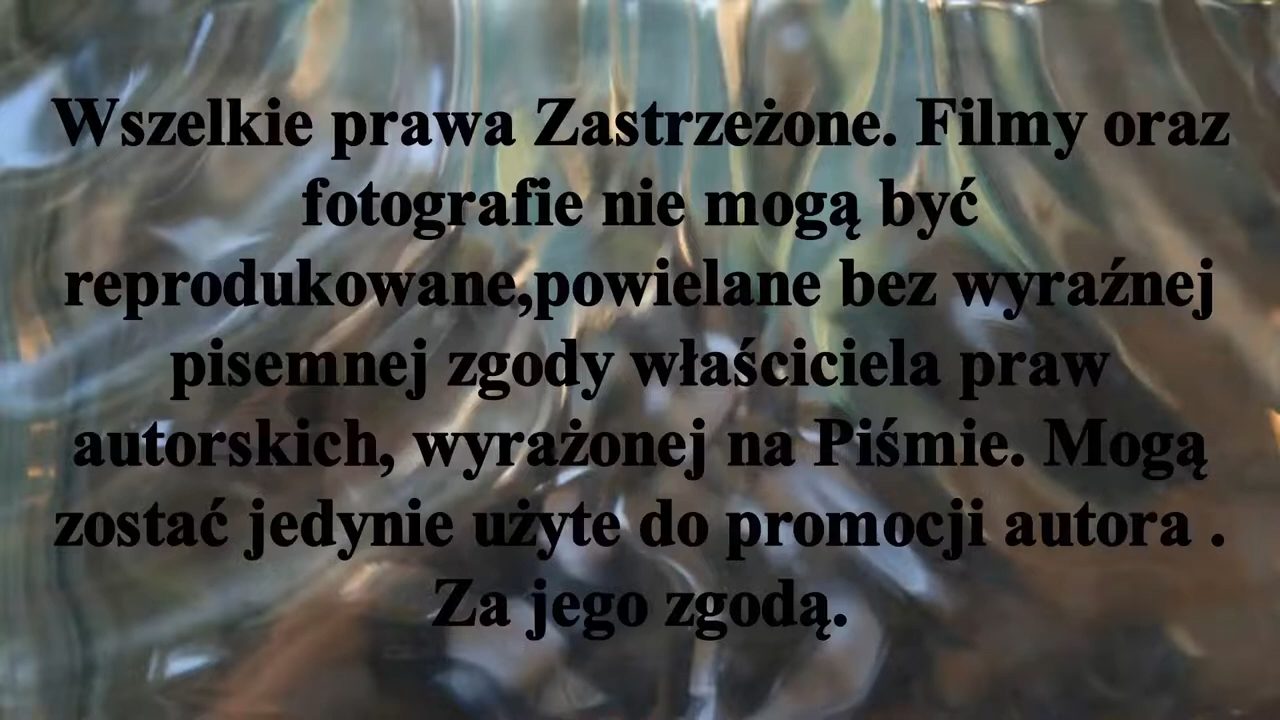 Wszelkie prawa Zastrzeżone. Filmy oraz
fotografie nie mogą być
reprodukowane,powielane bez wyraźnej
pisemnej zgody właściciela praw
autorskich, wyrażonej na Piśmie. Mogą
zostać jedynie użyte do promocji autora .
Za jego zgodą.